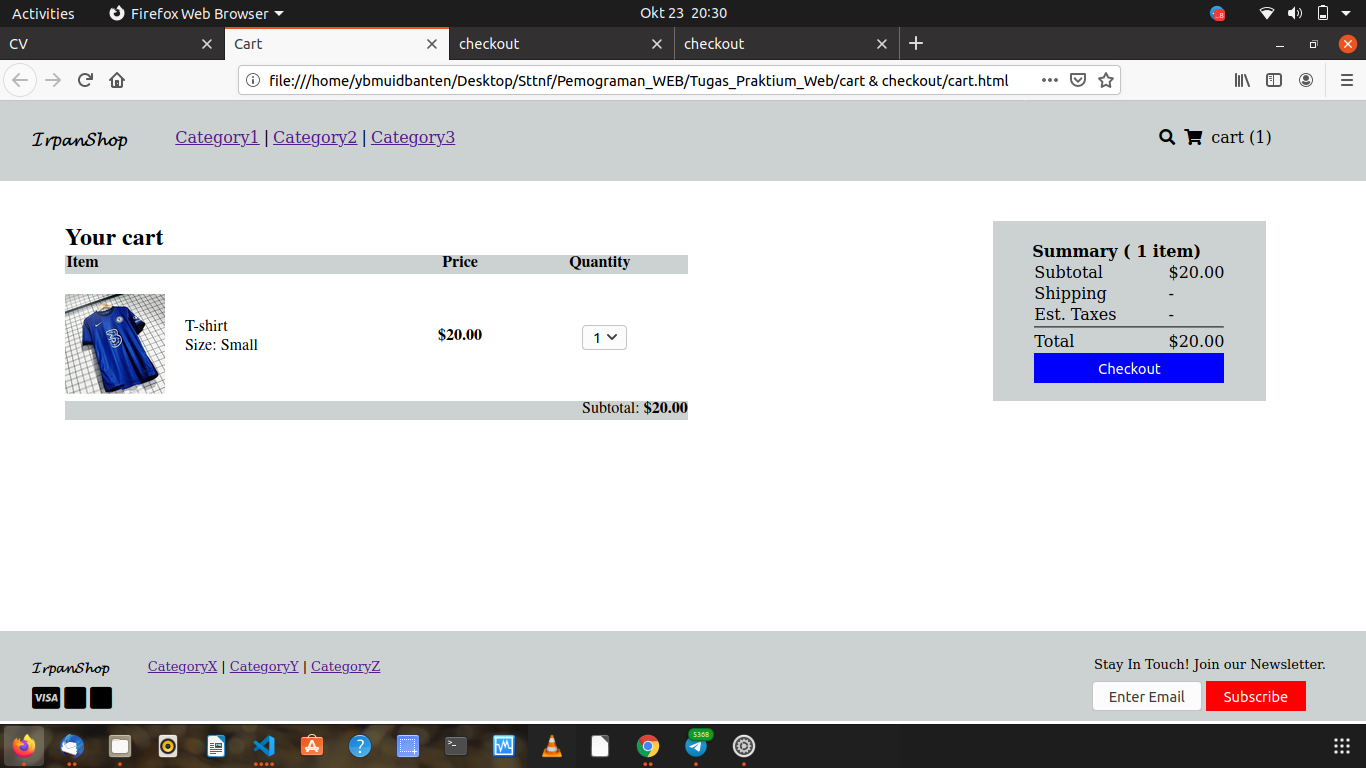 Activities Firefox Web Browser Okt 23 20:30
CV Cart checkout checkout
file:///home/ybmuidbanten/Desktop/Sttnf/Pemograman_WEB/Tugas_Praktium_Web/cart & checkout/cart.html
IrpanShop Category1 | Category2 | Category3 cart (1)
Your cart
Item Price Quantity
T-shirt
Size: Small
$20.00
1
Subtotal: $20.00
Summary ( 1 item)
Subtotal $20.00
Shipping -
Est. Taxes -
Total $20.00
Checkout
IrpanShop CategoryX | CategoryY | CategoryZ
VISA
Stay In Touch! Join our Newsletter.
Enter Email Subscribe
5368